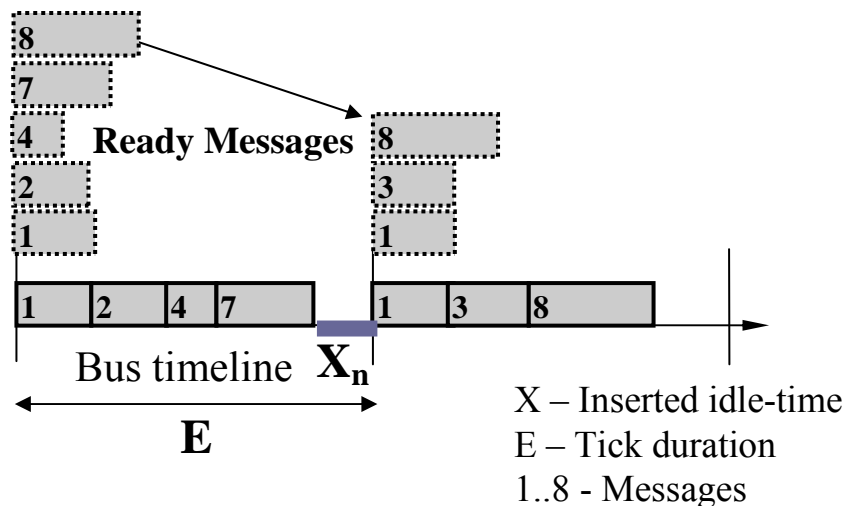 8
7
4 Ready Messages 8
2 3
1 1
1 2 4 7 1 3 8
Bus timeline Xn
E
X – Inserted idle-time
E – Tick duration
1..8 - Messages